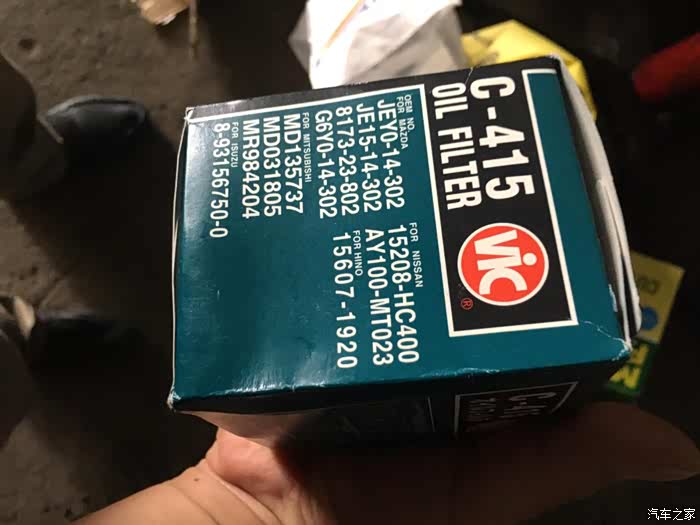 C-415
OIL FILTER
VIC
®
OEM NO.
FOR MAZDA
JEY0-14-302
JE15-14-302
8173-23-802
G6Y0-14-302
FOR MITSUBISHI
MD135737
MD031805
MR984204
FOR ISUZU
8-93156750-0
FOR NISSAN
15208-HC400
AY100-MT023
FOR HINO
15607-1920
汽车之家